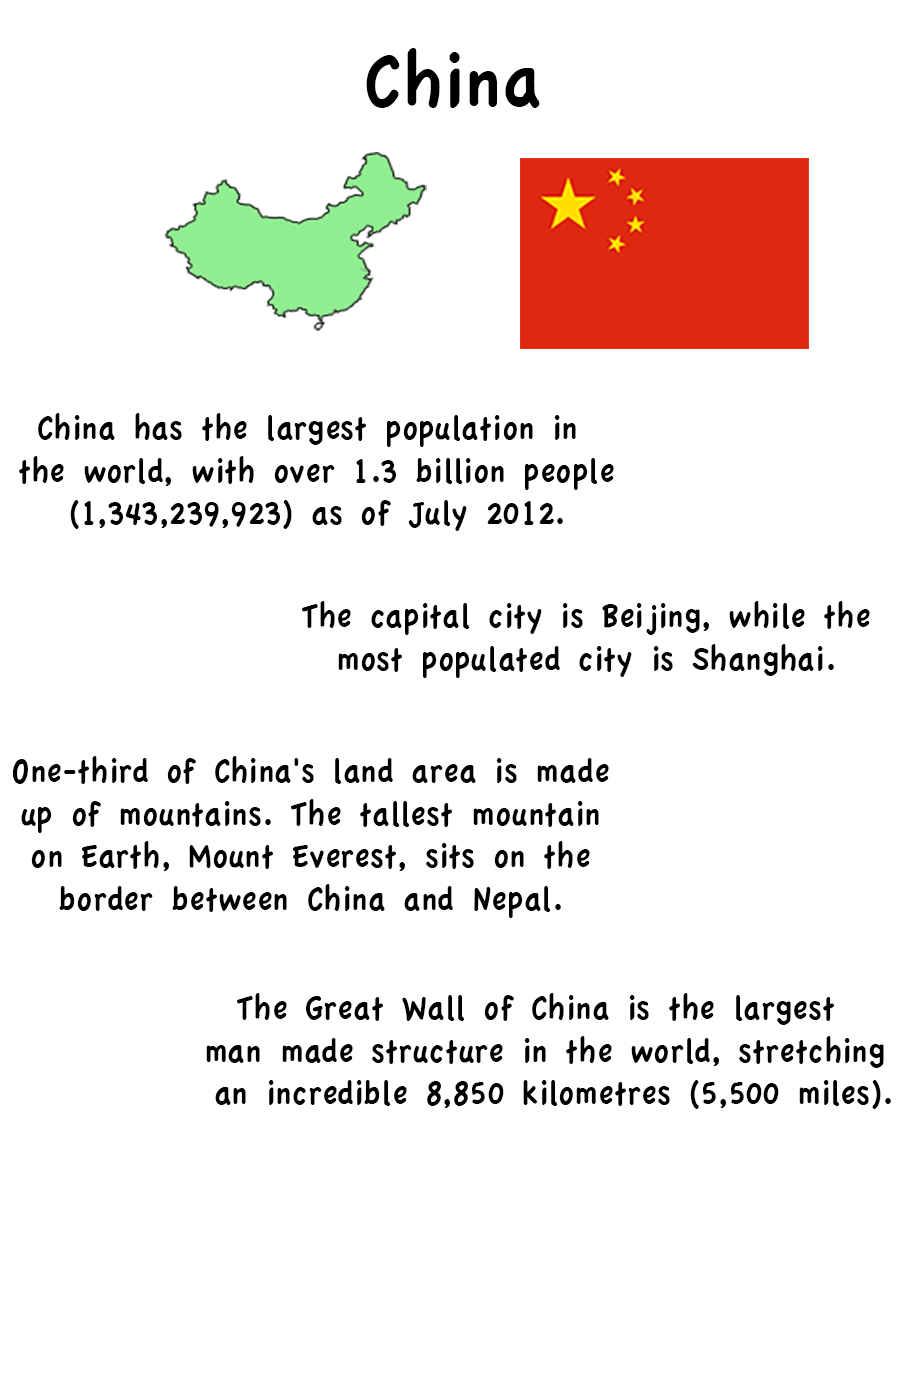 China
China has the largest population in
the world, with over 1.3 billion people
(1,343,239,923) as of July 2012.
The capital city is Beijing, while the
most populated city is Shanghai.
One-third of China's land area is made
up of mountains. The tallest mountain
on Earth, Mount Everest, sits on the
border between China and Nepal.
The Great Wall of China is the largest
man made structure in the world, stretching
an incredible 8,850 kilometres (5,500 miles).